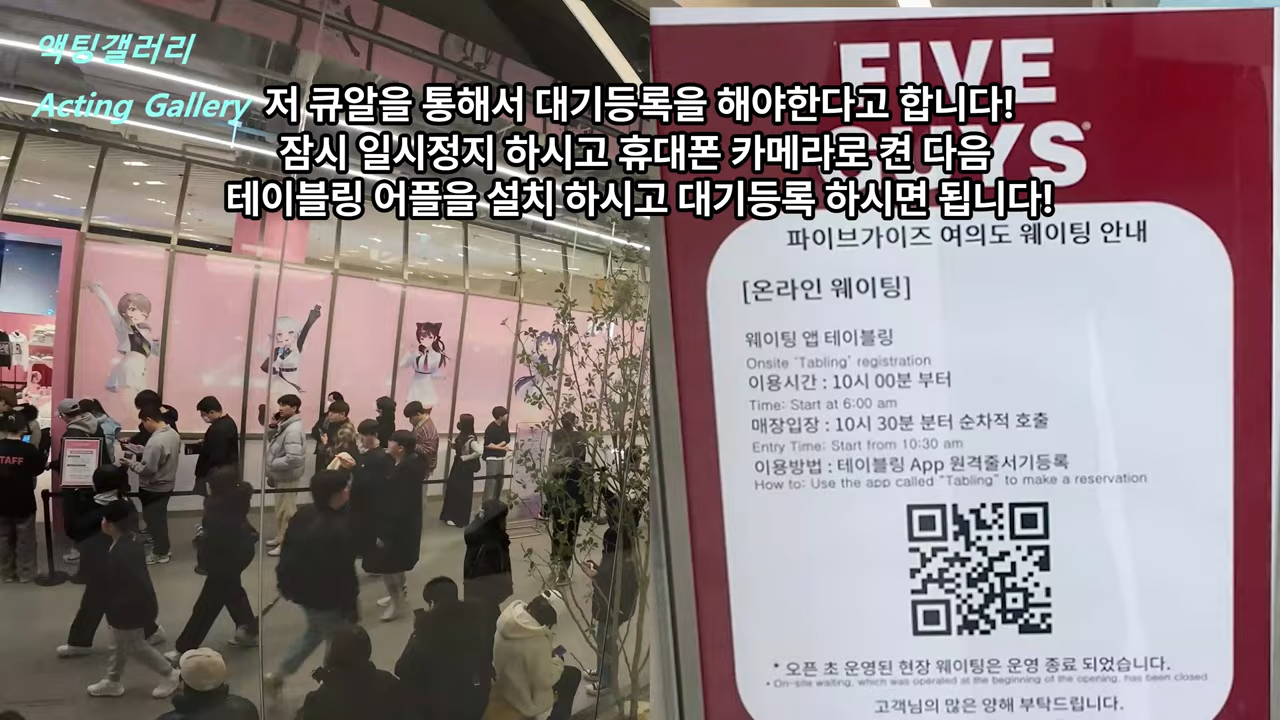 액팅갤러리
Acting Gallery
저 큐알을 통해서 대기등록을 해야한다고 합니다!
잠시 일시정지 하시고 휴대폰 카메라로 켠 다음
테이블링 어플을 설치 하시고 대기등록 하시면 됩니다!
STAFF
FIVE
GUYS
파이브가이즈 여의도 웨이팅 안내
[온라인 웨이팅]
웨이팅 앱 테이블링
Onsite 'Tabling' registration
이용시간 : 10시 00분 부터
Time: Start at 6:00 am
매장입장 : 10시 30분 분터 순차적 호출
Entry Time: Start from 10:30 am
이용방법 : 테이블링 App 원격줄서기등록
How to: Use the app called "Tabling" to make a reservation
* 오픈 초 운영된 현장 웨이팅은 운영 종료 되었습니다.
* On-site waiting, which was operated at the beginning of the opening, has been closed
고객님의 많은 양해 부탁드립니다.